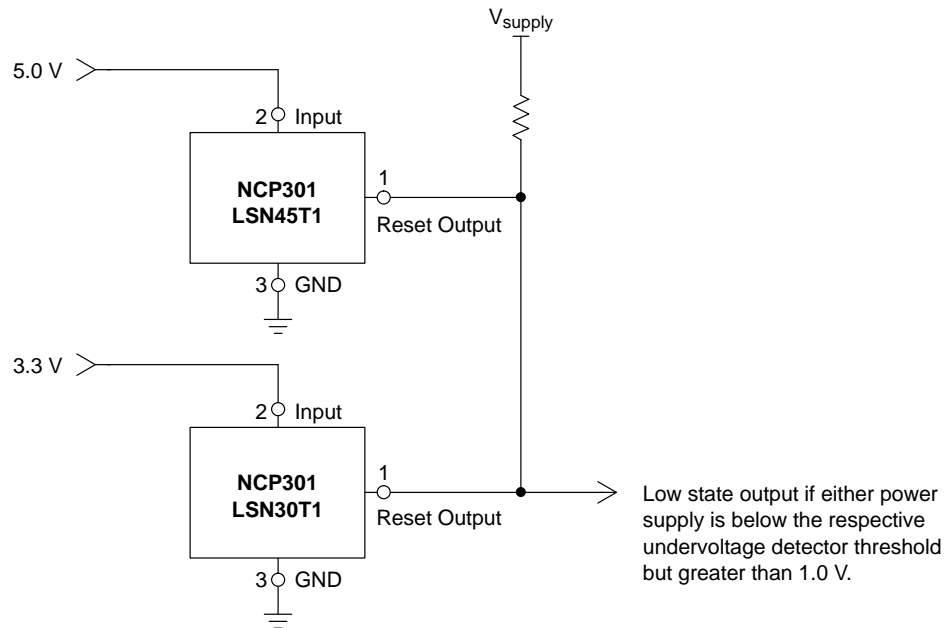 Vsupply
5.0 V
2 Input
NCP301
LSN45T1
1
Reset Output
3 GND
3.3 V
2 Input
NCP301
LSN30T1
1
Reset Output
3 GND
Low state output if either power
supply is below the respective
undervoltage detector threshold
but greater than 1.0 V.